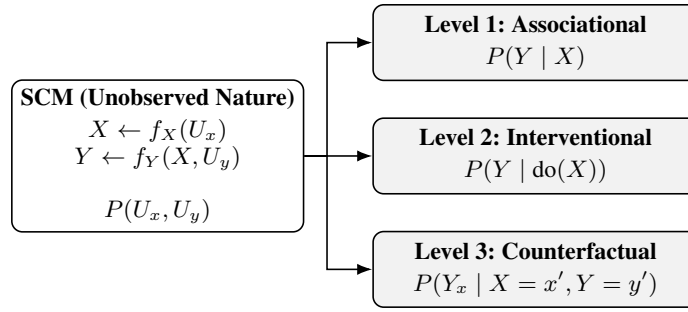 SCM (Unobserved Nature)
X ← f_X(U_x)
Y ← f_Y(X, U_y)
P(U_x, U_y)
Level 1: Associational
P(Y | X)
Level 2: Interventional
P(Y | do(X))
Level 3: Counterfactual
P(Y_x | X = x′, Y = y′)